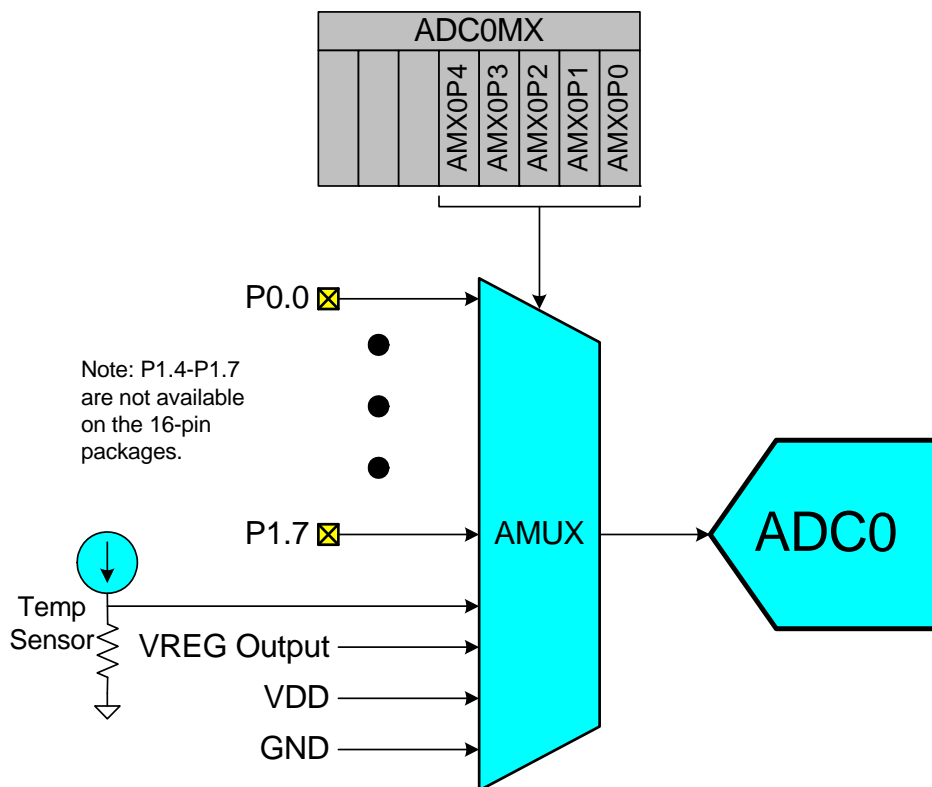 ADC0MX
AMX0P4
AMX0P3
AMX0P2
AMX0P1
AMX0P0
P0.0
Note: P1.4-P1.7
are not available
on the 16-pin
packages.
P1.7
AMUX
ADC0
Temp
Sensor
VREG Output
VDD
GND